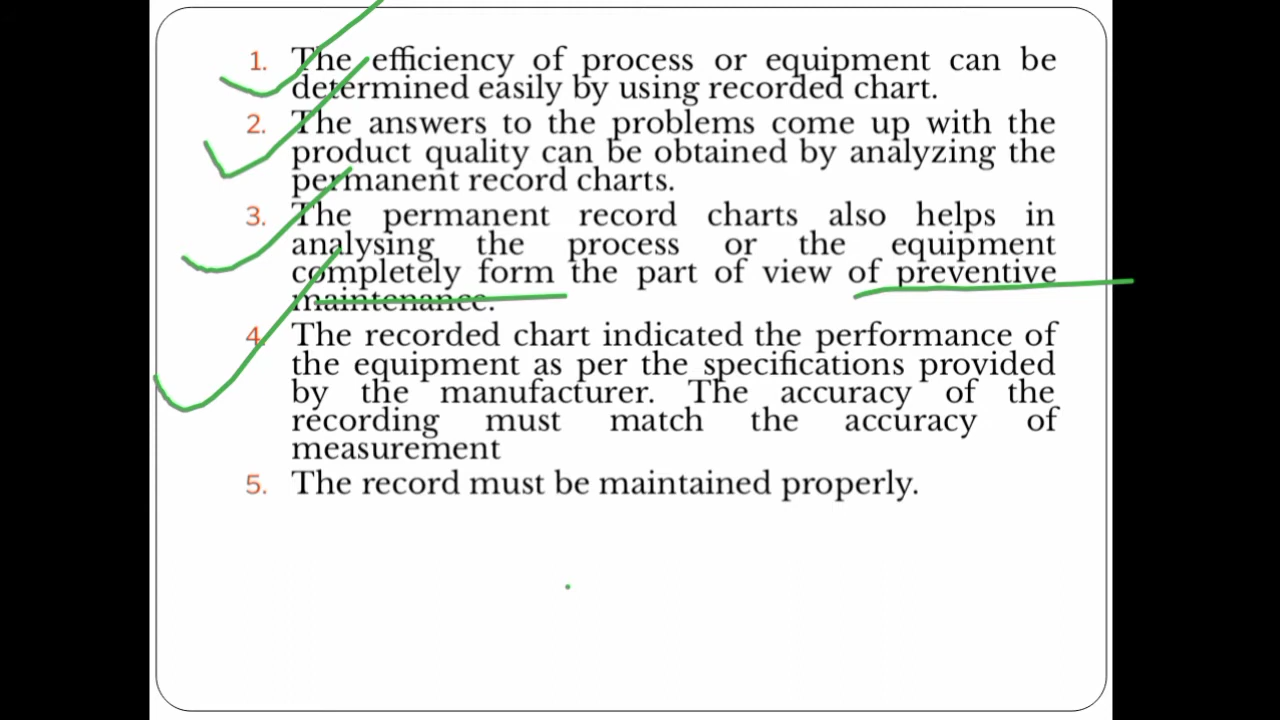 1. The efficiency of process or equipment can be
determined easily by using recorded chart.
2. The answers to the problems come up with the
product quality can be obtained by analyzing the
permanent record charts.
3. The permanent record charts also helps in
analysing the process or the equipment
completely form the part of view of preventive
maintenance.
4. The recorded chart indicated the performance of
the equipment as per the specifications provided
by the manufacturer. The accuracy of the
recording must match the accuracy of
measurement
5. The record must be maintained properly.